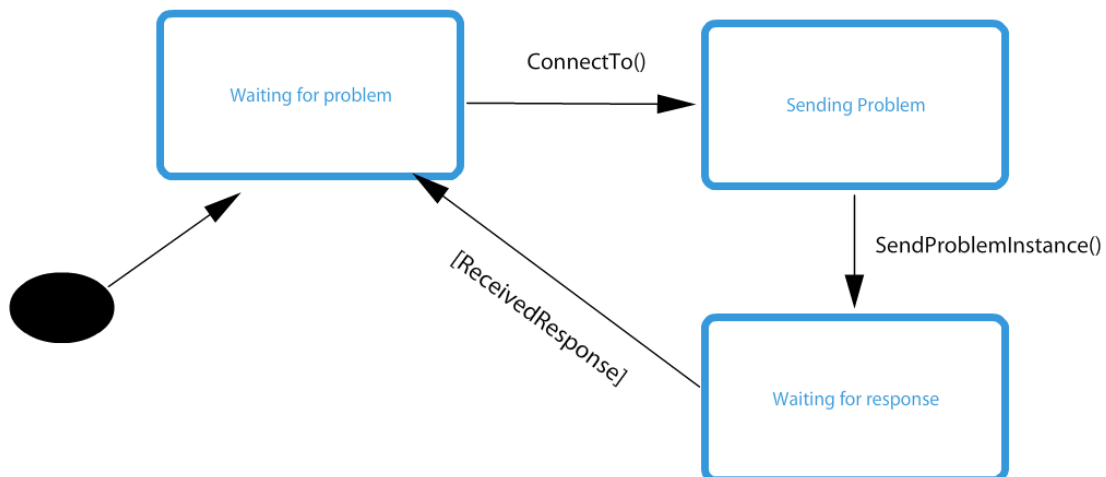 ConnectTo()
Waiting for problem
Sending Problem
SendProblemInstance()
[ReceivedResponse]
Waiting for response